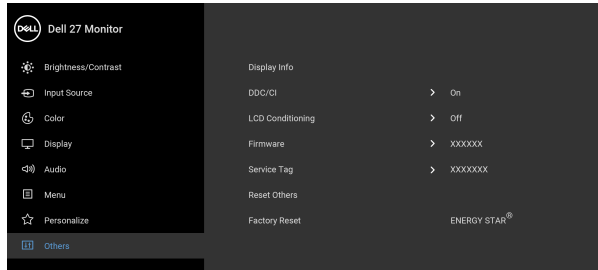 DELL Dell 27 Monitor
Brightness/Contrast
Input Source
Color
Display
Audio
Menu
Personalize
Others
Display Info
DDC/CI > On
LCD Conditioning > Off
Firmware > XXXXXX
Service Tag > XXXXXXX
Reset Others
Factory Reset ENERGY STAR®